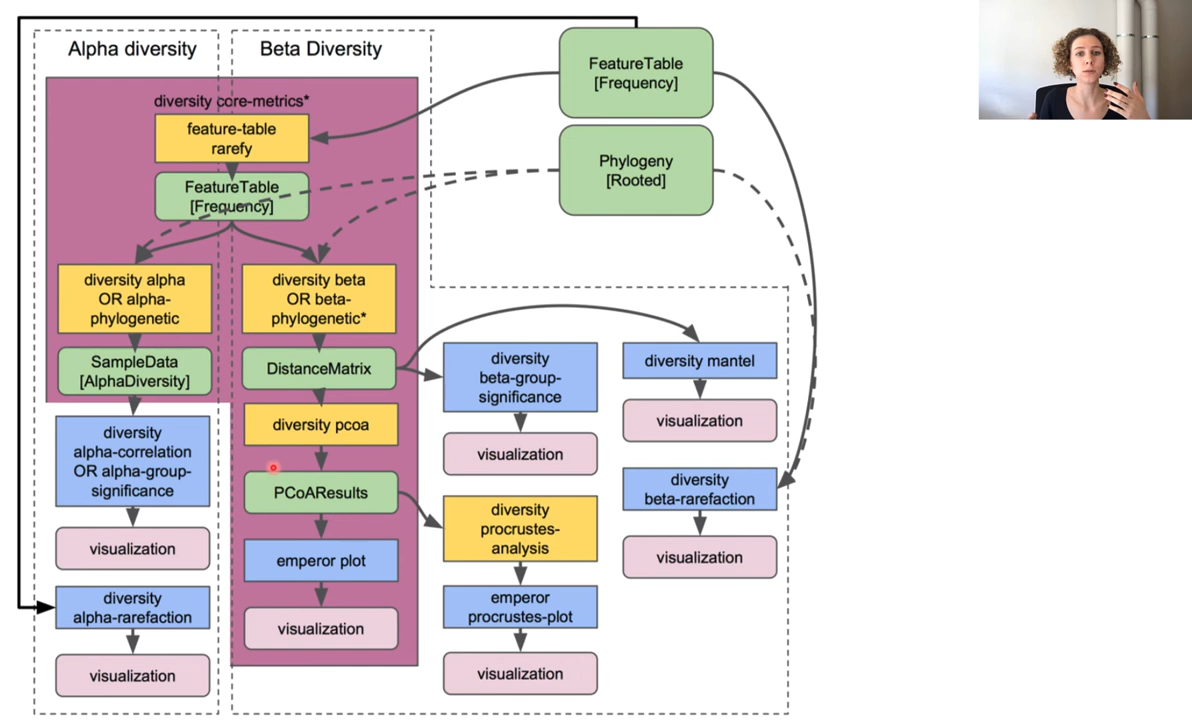 Alpha diversity
Beta Diversity
diversity core-metrics*
feature-table
rarefy
FeatureTable
[Frequency]
FeatureTable
[Frequency]
Phylogeny
[Rooted]
diversity alpha
OR alpha-
phylogenetic
SampleData
[AlphaDiversity]
diversity
alpha-correlation
OR alpha-group-
significance
visualization
diversity
alpha-rarefaction
visualization
diversity beta
OR beta-
phylogenetic*
DistanceMatrix
diversity pcoa
PCoAResults
emperor plot
visualization
diversity
beta-group-
significance
visualization
diversity
procrustes-
analysis
emperor
procrustes-plot
visualization
diversity mantel
visualization
diversity
beta-rarefaction
visualization